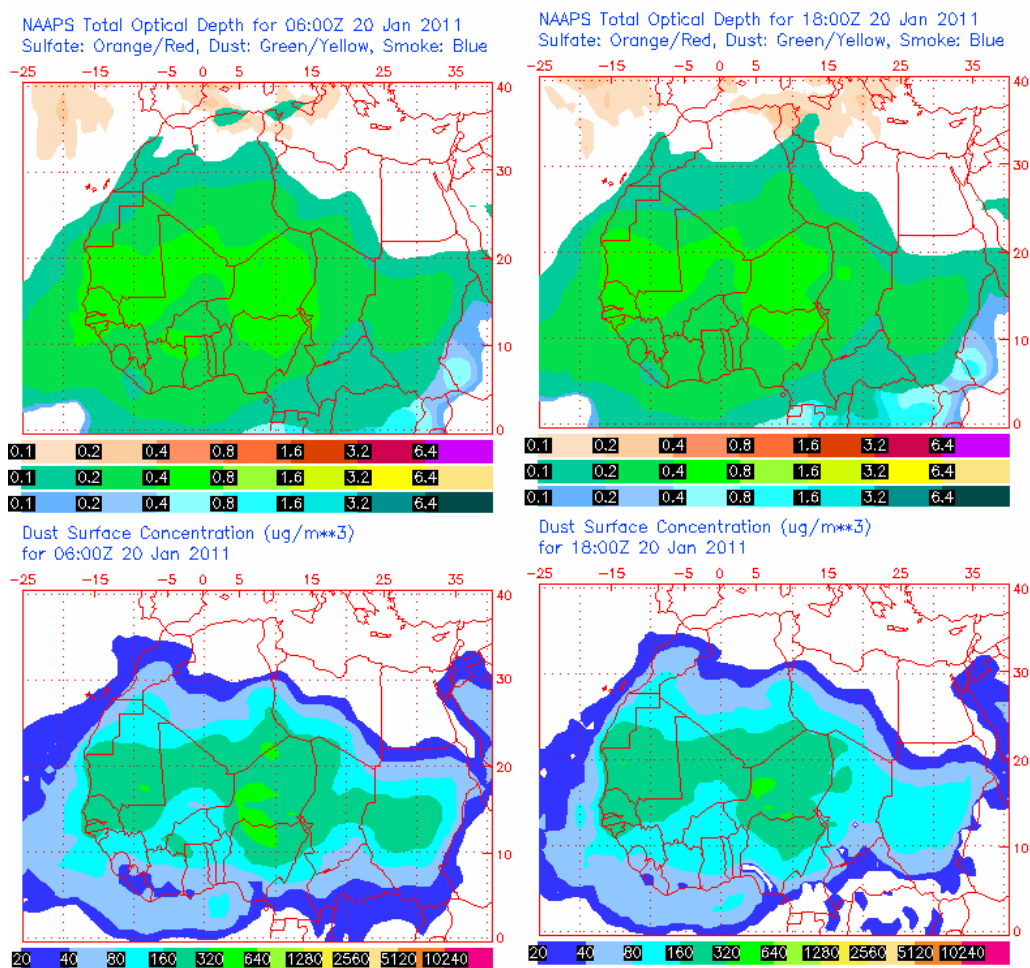 NAAPS Total Optical Depth for 06:00Z 20 Jan 2011
Sulfate: Orange/Red, Dust: Green/Yellow, Smoke: Blue
-25 -15 -5 0 5 15 25 35
40
30
20
10
0
0.1 0.2 0.4 0.8 1.6 3.2 6.4
0.1 0.2 0.4 0.8 1.6 3.2 6.4
0.1 0.2 0.4 0.8 1.6 3.2 6.4
NAAPS Total Optical Depth for 18:00Z 20 Jan 2011
Sulfate: Orange/Red, Dust: Green/Yellow, Smoke: Blue
-25 -15 -5 0 5 15 25 35
40
30
20
10
0
0.1 0.2 0.4 0.8 1.6 3.2 6.4
0.1 0.2 0.4 0.8 1.6 3.2 6.4
0.1 0.2 0.4 0.8 1.6 3.2 6.4
Dust Surface Concentration (ug/m**3)
for 06:00Z 20 Jan 2011
-25 -15 -5 0 5 15 25 35
40
30
20
10
0
20 40 80 160 320 640 1280 2560 5120 10240
Dust Surface Concentration (ug/m**3)
for 18:00Z 20 Jan 2011
-25 -15 -5 0 5 15 25 35
40
30
20
10
0
20 40 80 160 320 640 1280 2560 5120 10240